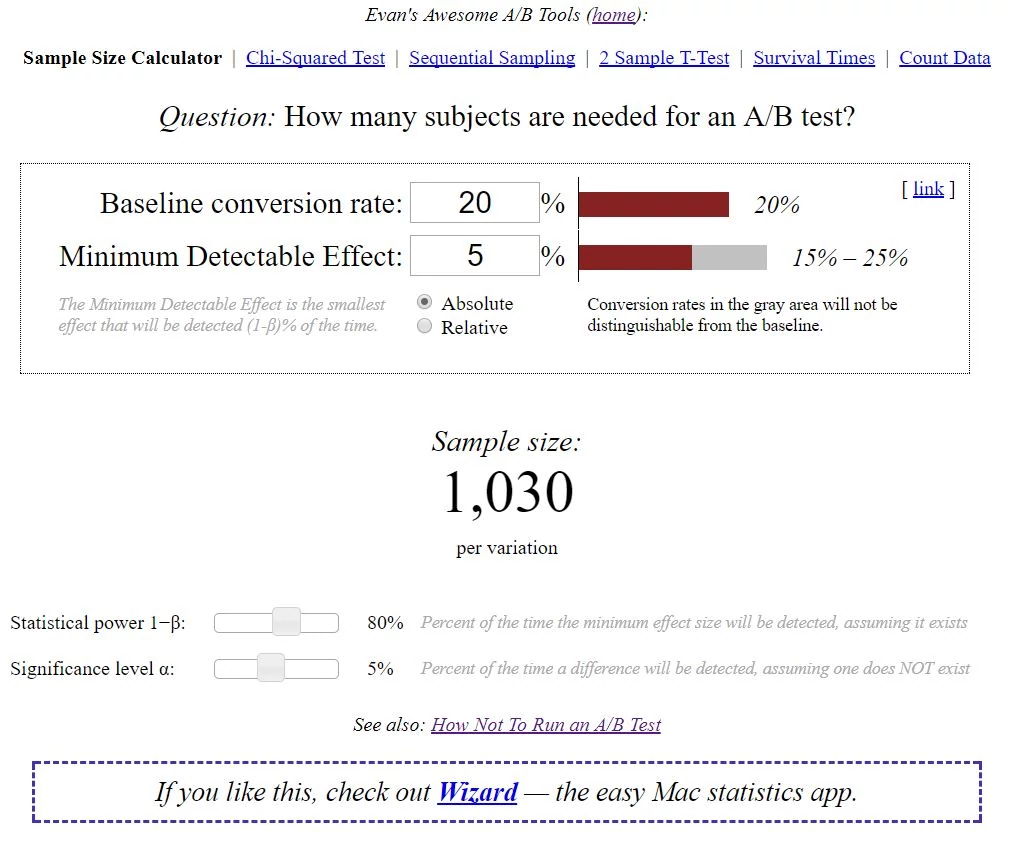 Evan's Awesome A/B Tools (home):
Sample Size Calculator | Chi-Squared Test | Sequential Sampling | 2 Sample T-Test | Survival Times | Count Data
Question: How many subjects are needed for an A/B test?
[ link ]
Baseline conversion rate: 20 % 20%
Minimum Detectable Effect: 5 % 15% – 25%
The Minimum Detectable Effect is the smallest
effect that will be detected (1-β)% of the time.
Absolute
Relative
Conversion rates in the gray area will not be
distinguishable from the baseline.
Sample size:
1,030
per variation
Statistical power 1−β: 80% Percent of the time the minimum effect size will be detected, assuming it exists
Significance level α: 5% Percent of the time a difference will be detected, assuming one does NOT exist
See also: How Not To Run an A/B Test
If you like this, check out Wizard — the easy Mac statistics app.